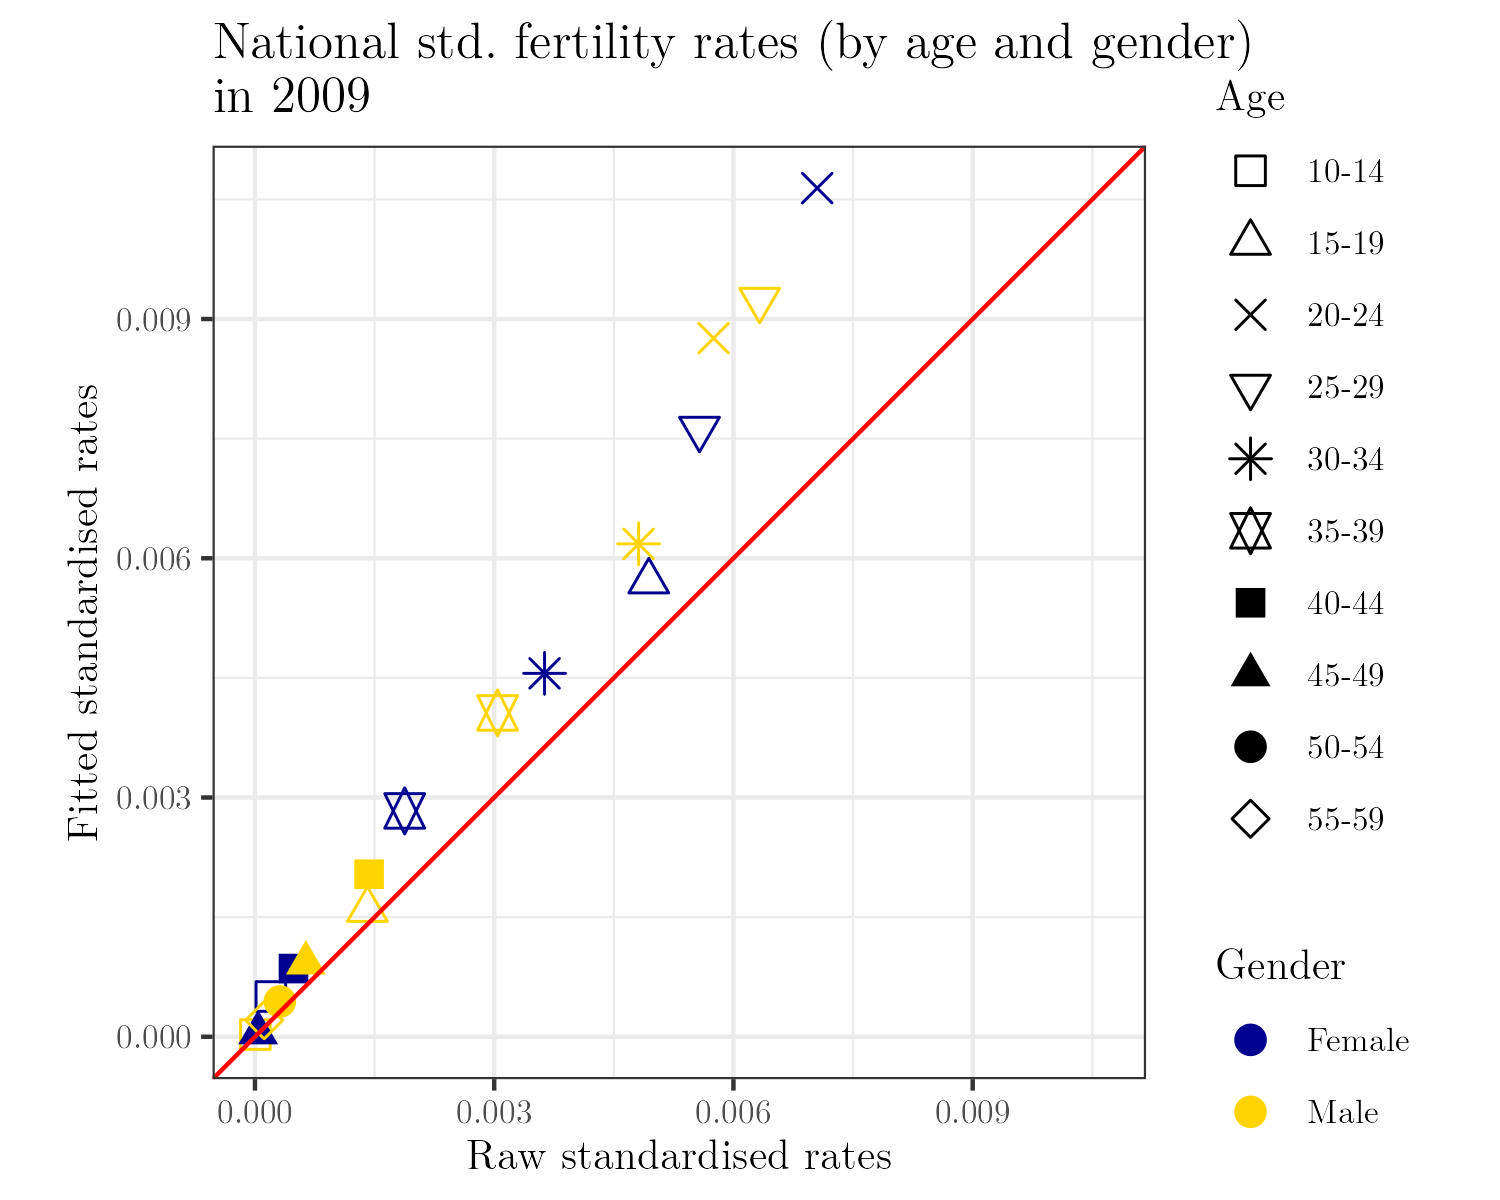 National std. fertility rates (by age and gender)
in 2009
Age
10-14
15-19
20-24
25-29
30-34
35-39
40-44
45-49
50-54
55-59
Gender
Female
Male
Fitted standardised rates
0.009
0.006
0.003
0.000
0.000 0.003 0.006 0.009
Raw standardised rates